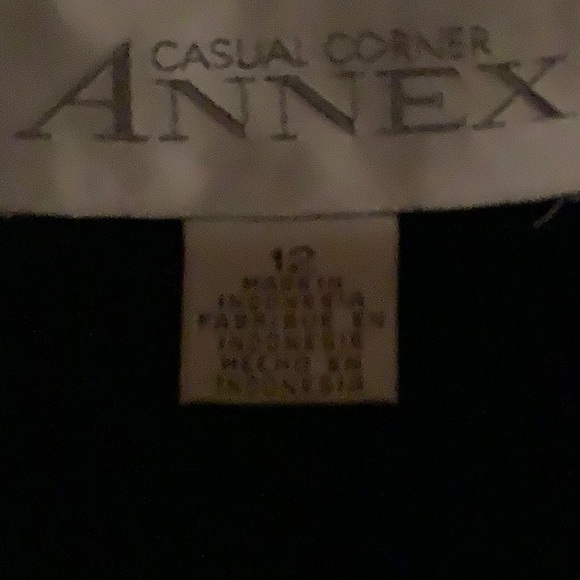 CASUAL CORNER
ANNEX
12
MADE IN
INDONESIA
FABRIQUE EN
INDONESIE
HECHO EN
INDONESIA